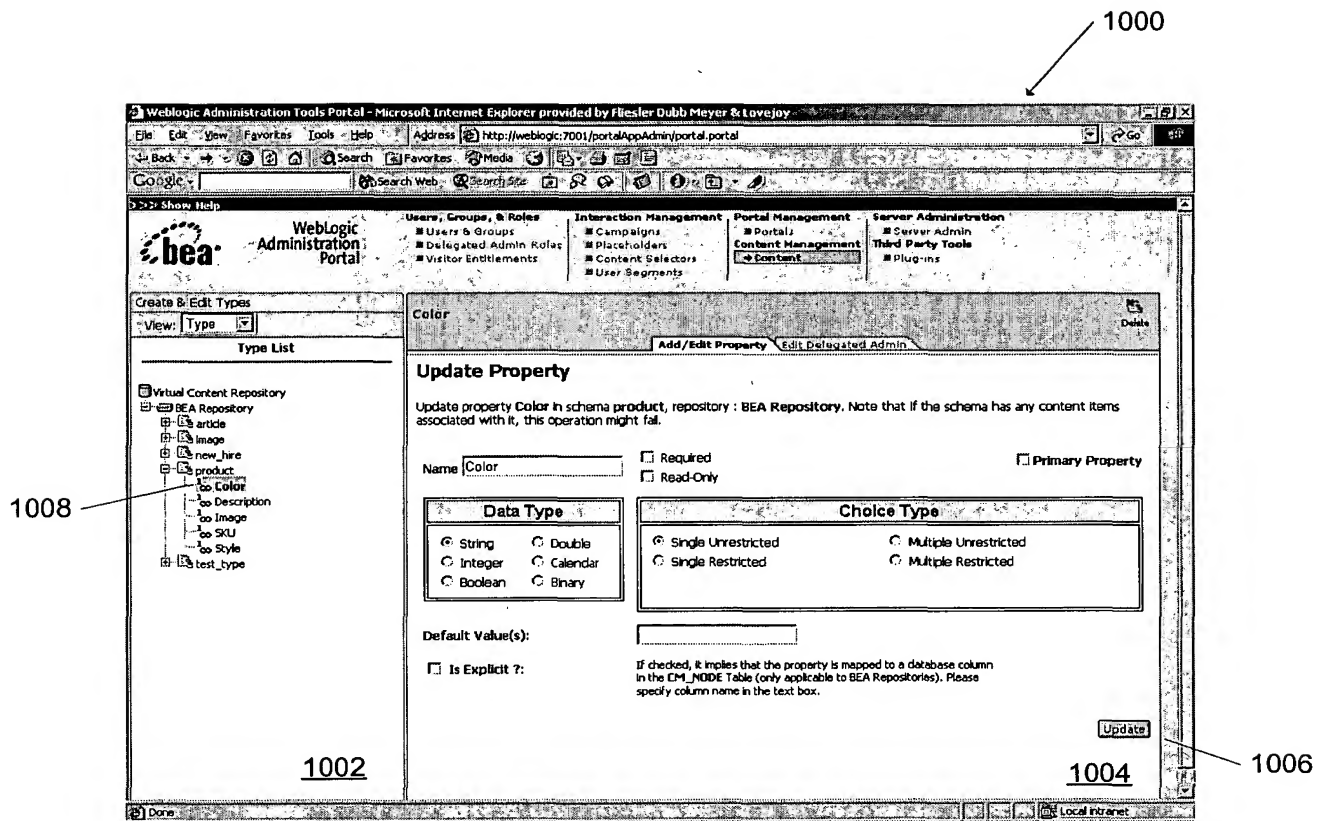 1000
Weblogic Administration Tools Portal - Microsoft Internet Explorer provided by Fliesler Dubb Meyer & Lovejoy
File Edit View Favorites Tools Help Address http://weblogic:7001/portalAppAdmin/portal.portal Go
Back Search Favorites Media
Google Search Web Search Site
>>> Show Help
bea WebLogic Administration Portal
Users, Groups, & Roles
Users & Groups
Delegated Admin Roles
Visitor Entitlements
Interaction Management
Campaigns
Placeholders
Content Selectors
User Segments
Portal Management
Portals
Content Management
Content
Server Administration
Server Admin
Third Party Tools
Plug-ins
Create & Edit Types
View: Type
Type List
Virtual Content Repository
BEA Repository
article
image
new_hire
product
Color
Description
Image
SKU
Style
test_type
1008
1002
Color
Delete
Add/Edit Property Edit Delegated Admin
Update Property
Update property Color in schema product, repository : BEA Repository. Note that if the schema has any content items
associated with it, this operation might fail.
Name Color
Required
Read-Only
Primary Property
Data Type
String Double
Integer Calendar
Boolean Binary
Choice Type
Single Unrestricted Multiple Unrestricted
Single Restricted Multiple Restricted
Default Value(s):
Is Explicit ?:
If checked, it implies that the property is mapped to a database column
in the CM_NODE Table (only applicable to BEA Repositories). Please
specify column name in the text box.
Update
1004
1006
Done Local intranet